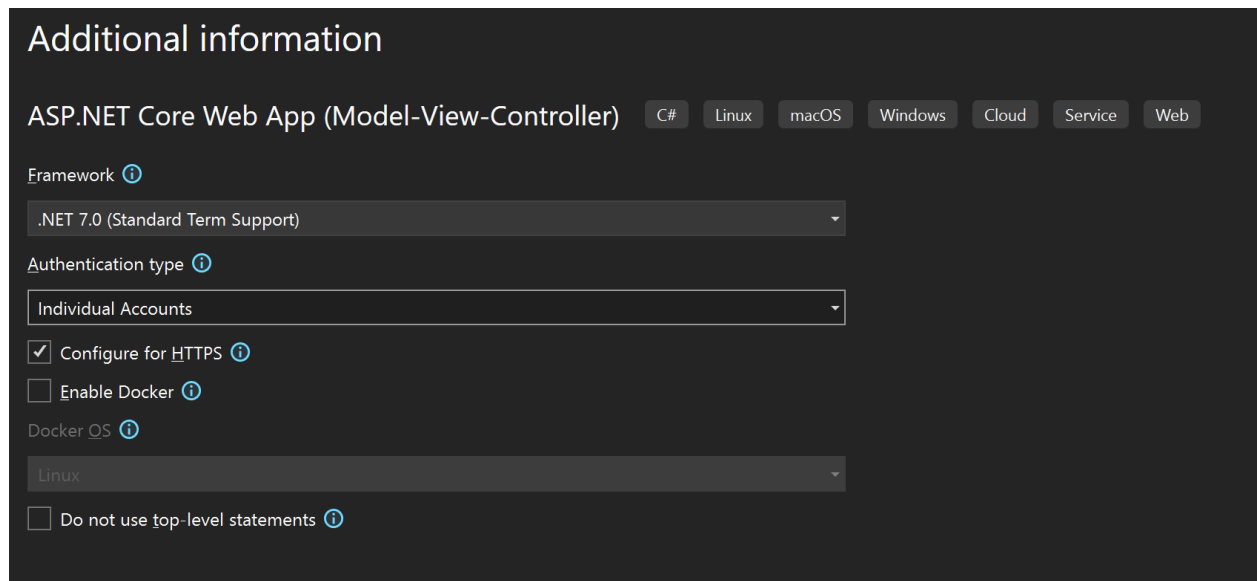 Additional information
ASP.NET Core Web App (Model-View-Controller) C# Linux macOS Windows Cloud Service Web
Framework
.NET 7.0 (Standard Term Support)
Authentication type
Individual Accounts
Configure for HTTPS
Enable Docker
Docker OS
Linux
Do not use top-level statements